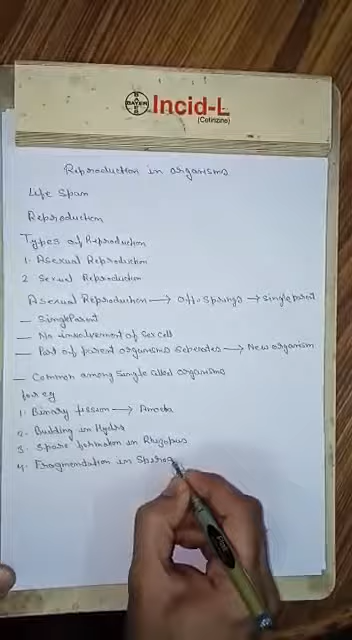 BAYER
Incid-L
(Cetirizine)
Reproduction in organisms
Life Span
Reproduction
Types of Reproduction
1. Asexual Reproduction
2 Sexual Reproduction
Asexual Reproduction → off-springs → single parent
— Single Parent
— No involvement of Sex cell
— Part of parent organisms seperates → New organism
— Common among Single celled organisms
for eg
1. Binary fission → Amoeba
2. Budding in Hydra
3. Spore formation in Rhizopus
4. Fragmentation in Spirog